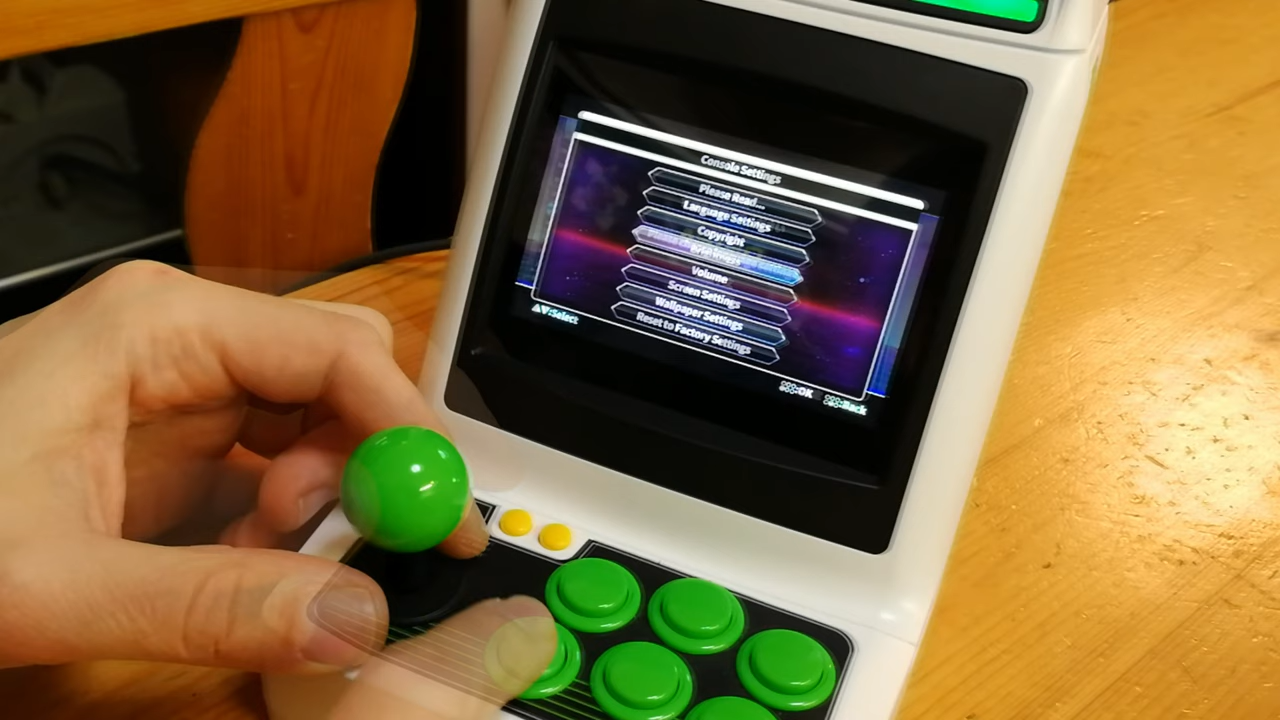 Console Settings
Please Read...
Language Settings
Copyright
Volume
Screen Settings
Wallpaper Settings
Reset to Factory Settings
▲▼:Select
:OK :Back